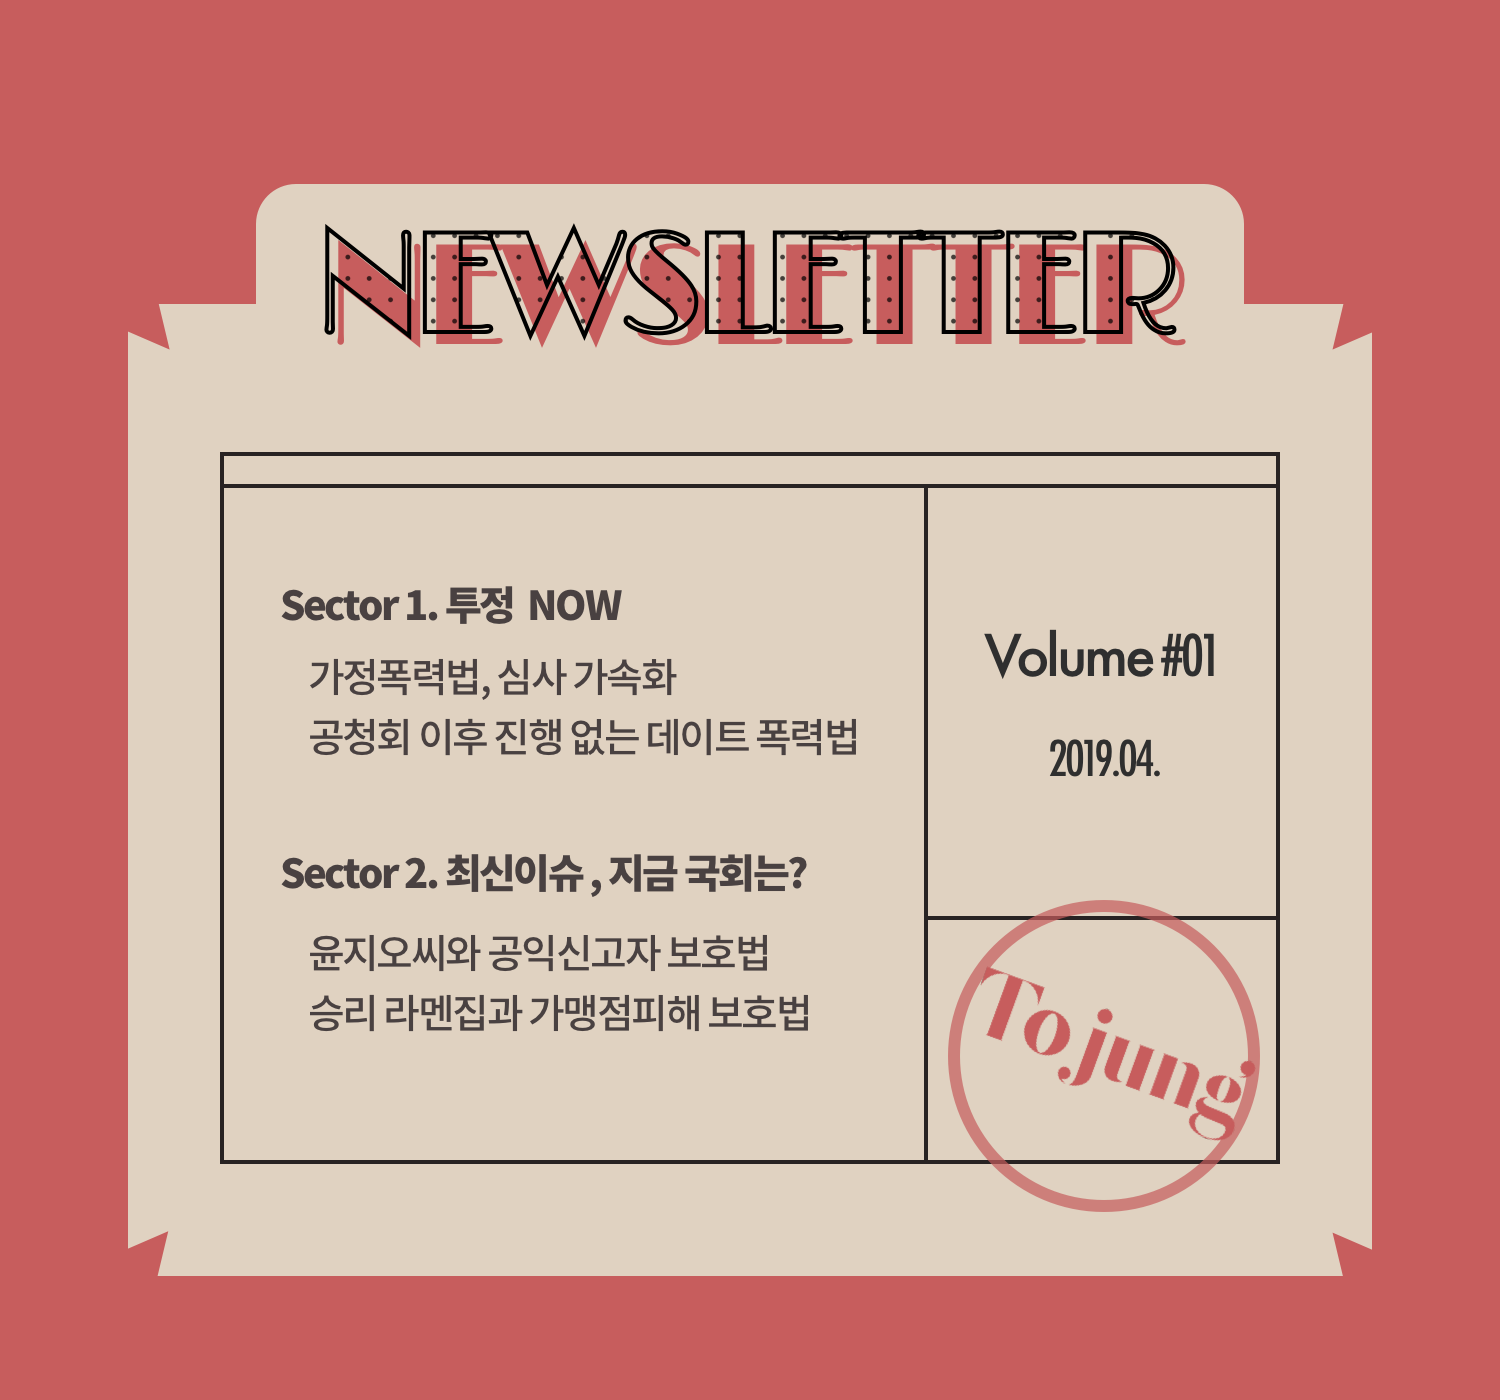 NEWSLETTER
Sector 1. 투정 NOW
가정폭력법, 심사 가속화
공청회 이후 진행 없는 데이트 폭력법
Sector 2. 최신이슈 , 지금 국회는?
윤지오씨와 공익신고자 보호법
승리 라멘집과 가맹점피해 보호법
Volume #01
2019.04.
Tojung